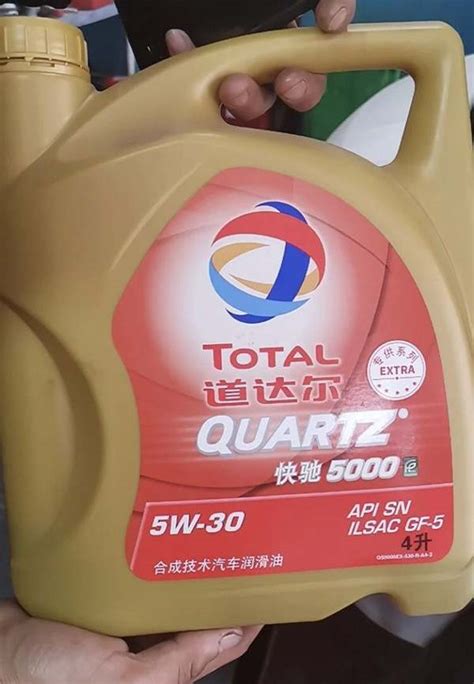 TOTAL
道达尔
专供系列
EXTRA
QUARTZ®
快驰 5000
5W-30
API SN
ILSAC GF-5
4升
合成技术汽车润滑油